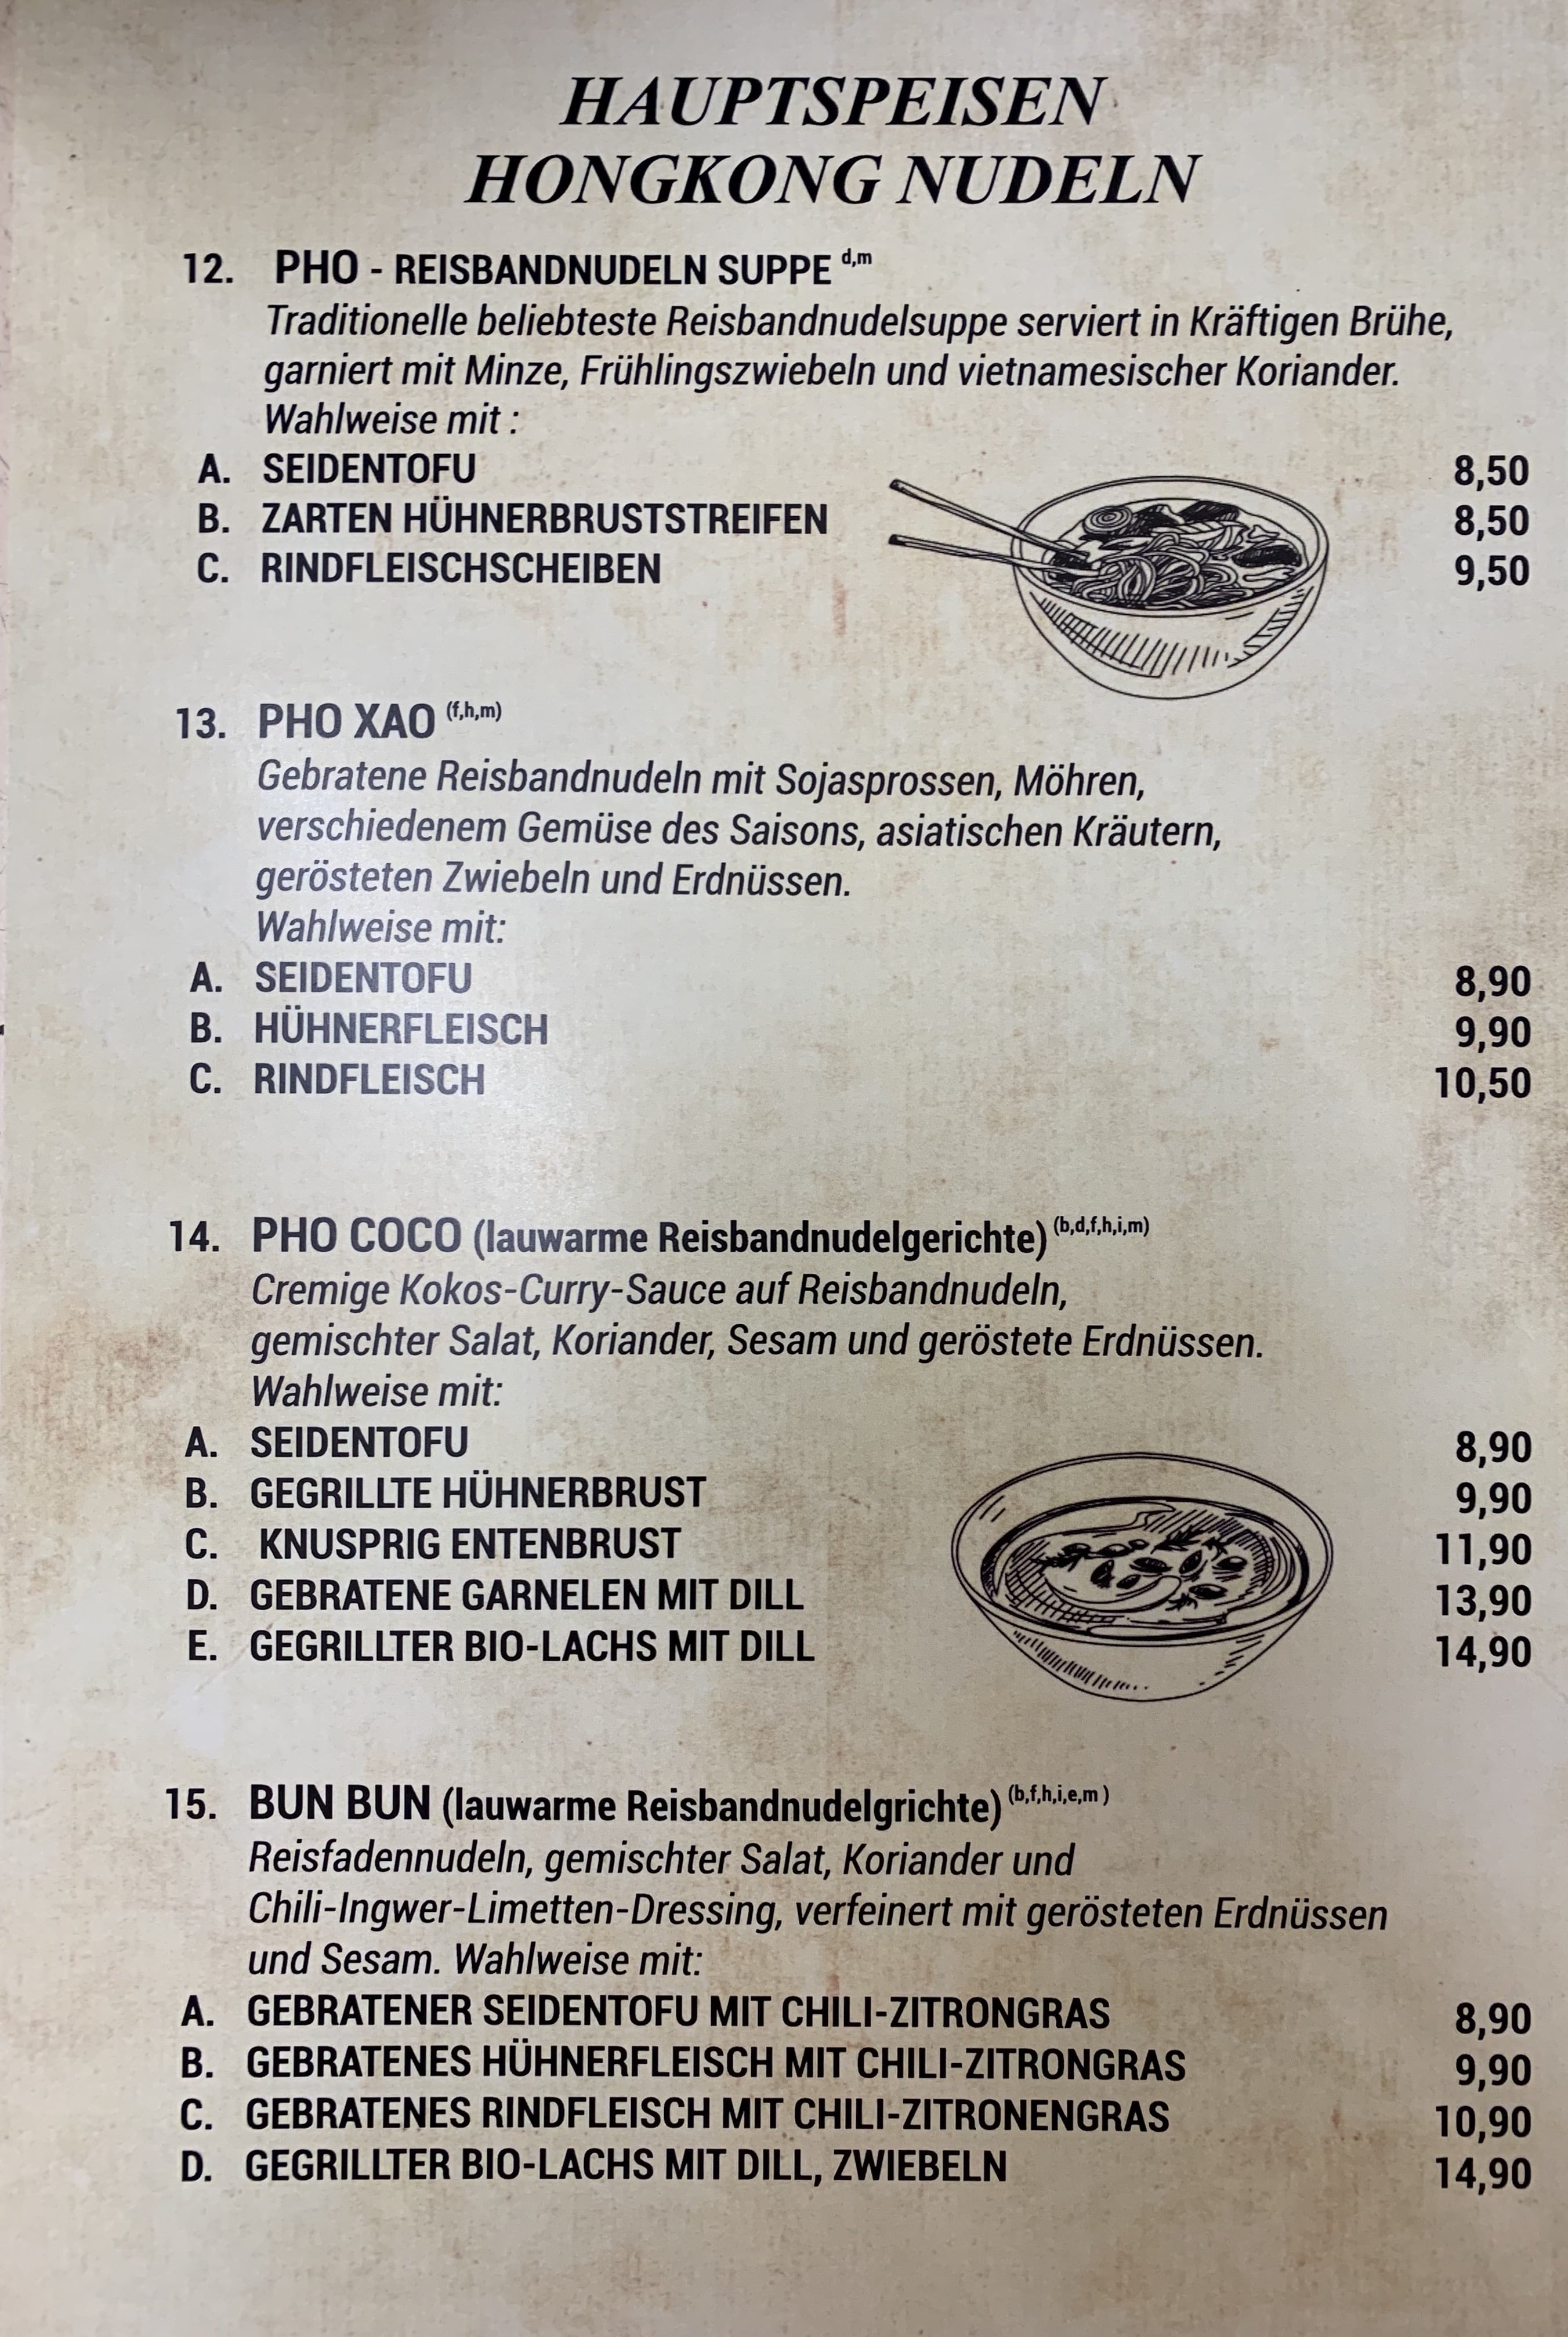 HAUPTSPEISEN
HONGKONG NUDELN
12. PHO - REISBANDNUDELN SUPPE d,m
Traditionelle beliebteste Reisbandnudelsuppe serviert in Kräftigen Brühe,
garniert mit Minze, Frühlingszwiebeln und vietnamesischer Koriander.
Wahlweise mit :
A. SEIDENTOFU 8,50
B. ZARTEN HÜHNERBRUSTSTREIFEN 8,50
C. RINDFLEISCHSCHEIBEN 9,50
13. PHO XAO (f,h,m)
Gebratene Reisbandnudeln mit Sojasprossen, Möhren,
verschiedenem Gemüse des Saisons, asiatischen Kräutern,
gerösteten Zwiebeln und Erdnüssen.
Wahlweise mit:
A. SEIDENTOFU 8,90
B. HÜHNERFLEISCH 9,90
C. RINDFLEISCH 10,50
14. PHO COCO (lauwarme Reisbandnudelgerichte) (b,d,f,h,i,m)
Cremige Kokos-Curry-Sauce auf Reisbandnudeln,
gemischter Salat, Koriander, Sesam und geröstete Erdnüssen.
Wahlweise mit:
A. SEIDENTOFU 8,90
B. GEGRILLTE HÜHNERBRUST 9,90
C. KNUSPRIG ENTENBRUST 11,90
D. GEBRATENE GARNELEN MIT DILL 13,90
E. GEGRILLTER BIO-LACHS MIT DILL 14,90
15. BUN BUN (lauwarme Reisbandnudelgrichte) (b,f,h,i,e,m )
Reisfadennudeln, gemischter Salat, Koriander und
Chili-Ingwer-Limetten-Dressing, verfeinert mit gerösteten Erdnüssen
und Sesam. Wahlweise mit:
A. GEBRATENER SEIDENTOFU MIT CHILI-ZITRONGRAS 8,90
B. GEBRATENES HÜHNERFLEISCH MIT CHILI-ZITRONGRAS 9,90
C. GEBRATENES RINDFLEISCH MIT CHILI-ZITRONENGRAS 10,90
D. GEGRILLTER BIO-LACHS MIT DILL, ZWIEBELN 14,90